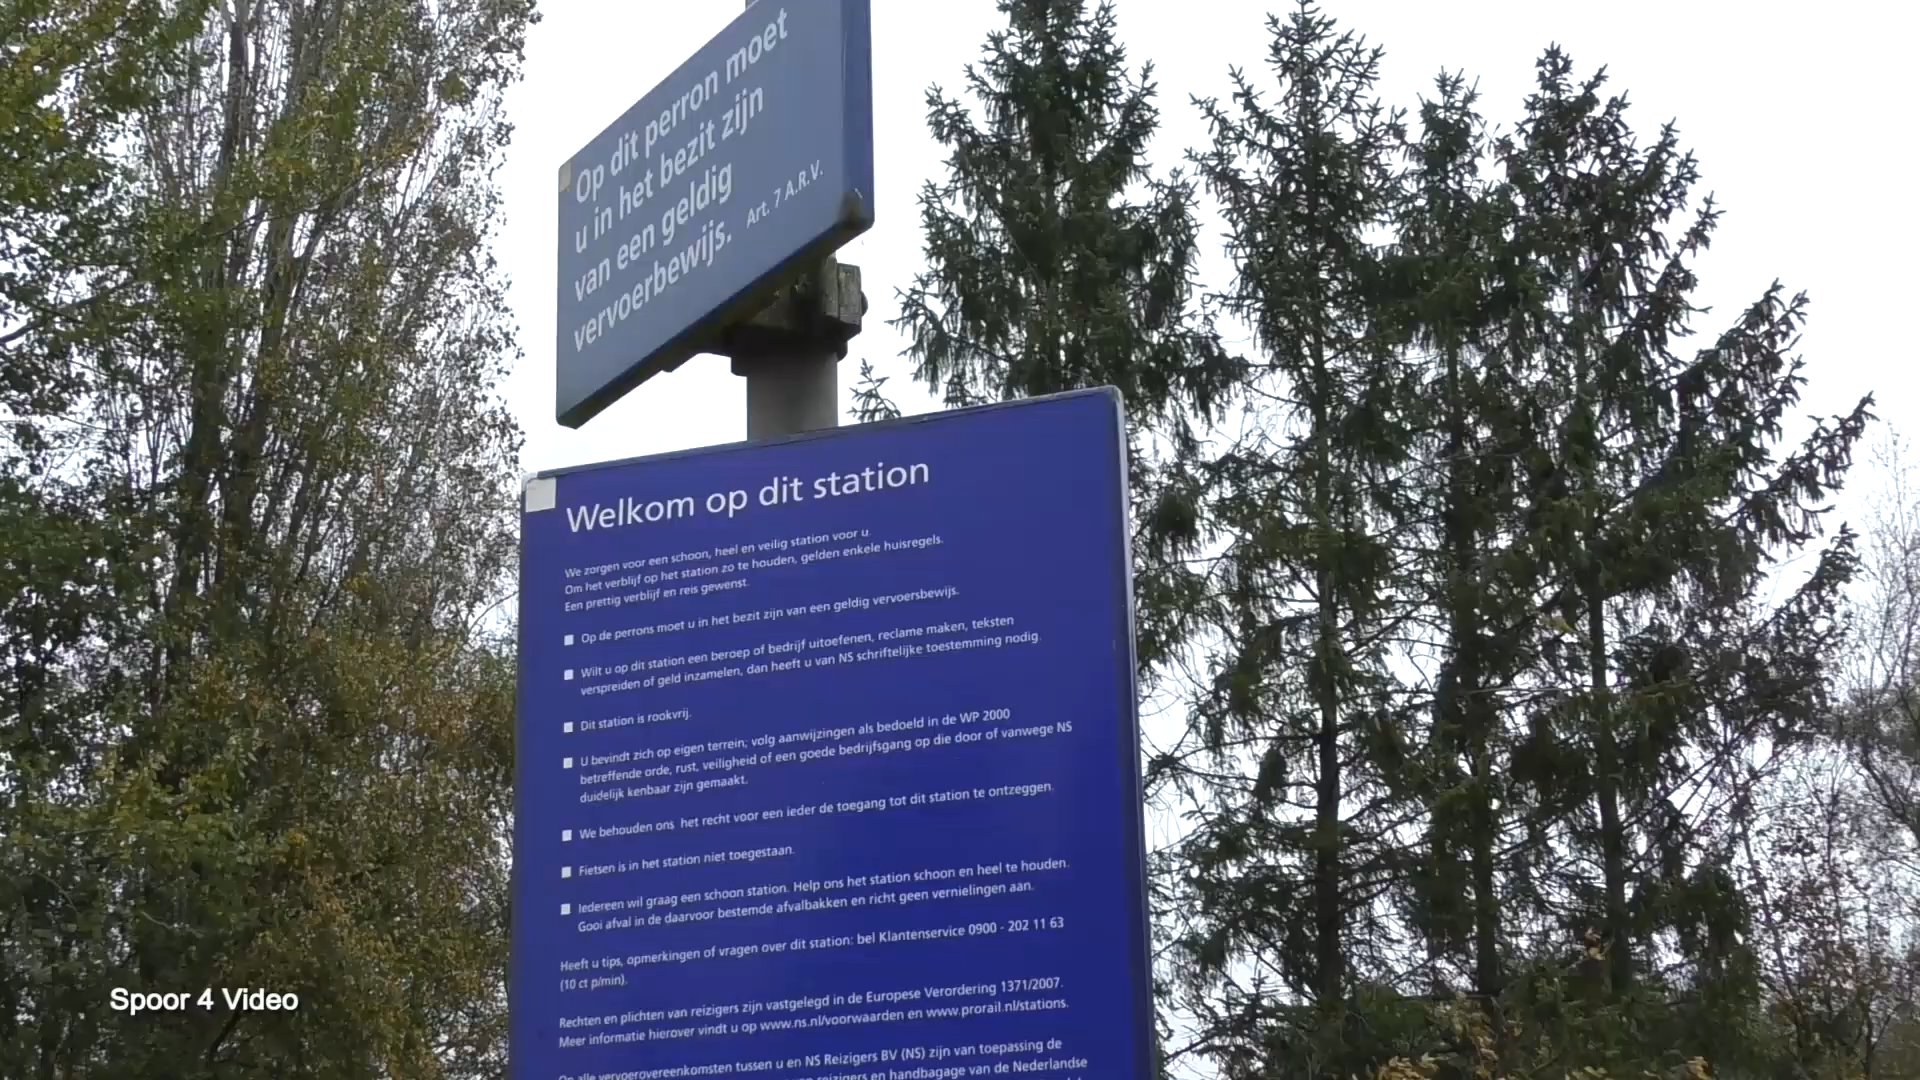 Op dit perron moet
u in het bezit zijn
van een geldig
vervoerbewijs. Art. 7 A.R.V.
Welkom op dit station
We zorgen voor een schoon, heel en veilig station voor u.
Om het verblijf op het station zo te houden, gelden enkele huisregels.
Een prettig verblijf en reis gewenst.
Op de perrons moet u in het bezit zijn van een geldig vervoersbewijs.
Wilt u op dit station een beroep of bedrijf uitoefenen, reclame maken, teksten
verspreiden of geld inzamelen, dan heeft u van NS schriftelijke toestemming nodig.
Dit station is rookvrij.
U bevindt zich op eigen terrein; volg aanwijzingen als bedoeld in de WP 2000
betreffende orde, rust, veiligheid of een goede bedrijfsgang op die door of vanwege NS
duidelijk kenbaar zijn gemaakt.
We behouden ons het recht voor een ieder de toegang tot dit station te ontzeggen.
Fietsen is in het station niet toegestaan.
Iedereen wil graag een schoon station. Help ons het station schoon en heel te houden.
Gooi afval in de daarvoor bestemde afvalbakken en richt geen vernielingen aan.
Heeft u tips, opmerkingen of vragen over dit station: bel Klantenservice 0900 - 202 11 63
(10 ct p/min).
Rechten en plichten van reizigers zijn vastgelegd in de Europese Verordening 1371/2007.
Meer informatie hierover vindt u op www.ns.nl/voorwaarden en www.prorail.nl/stations.
Op alle vervoerovereenkomsten tussen u en NS Reizigers BV (NS) zijn van toepassing de
reizigers en handbagage van de Nederlandse
Spoor 4 Video